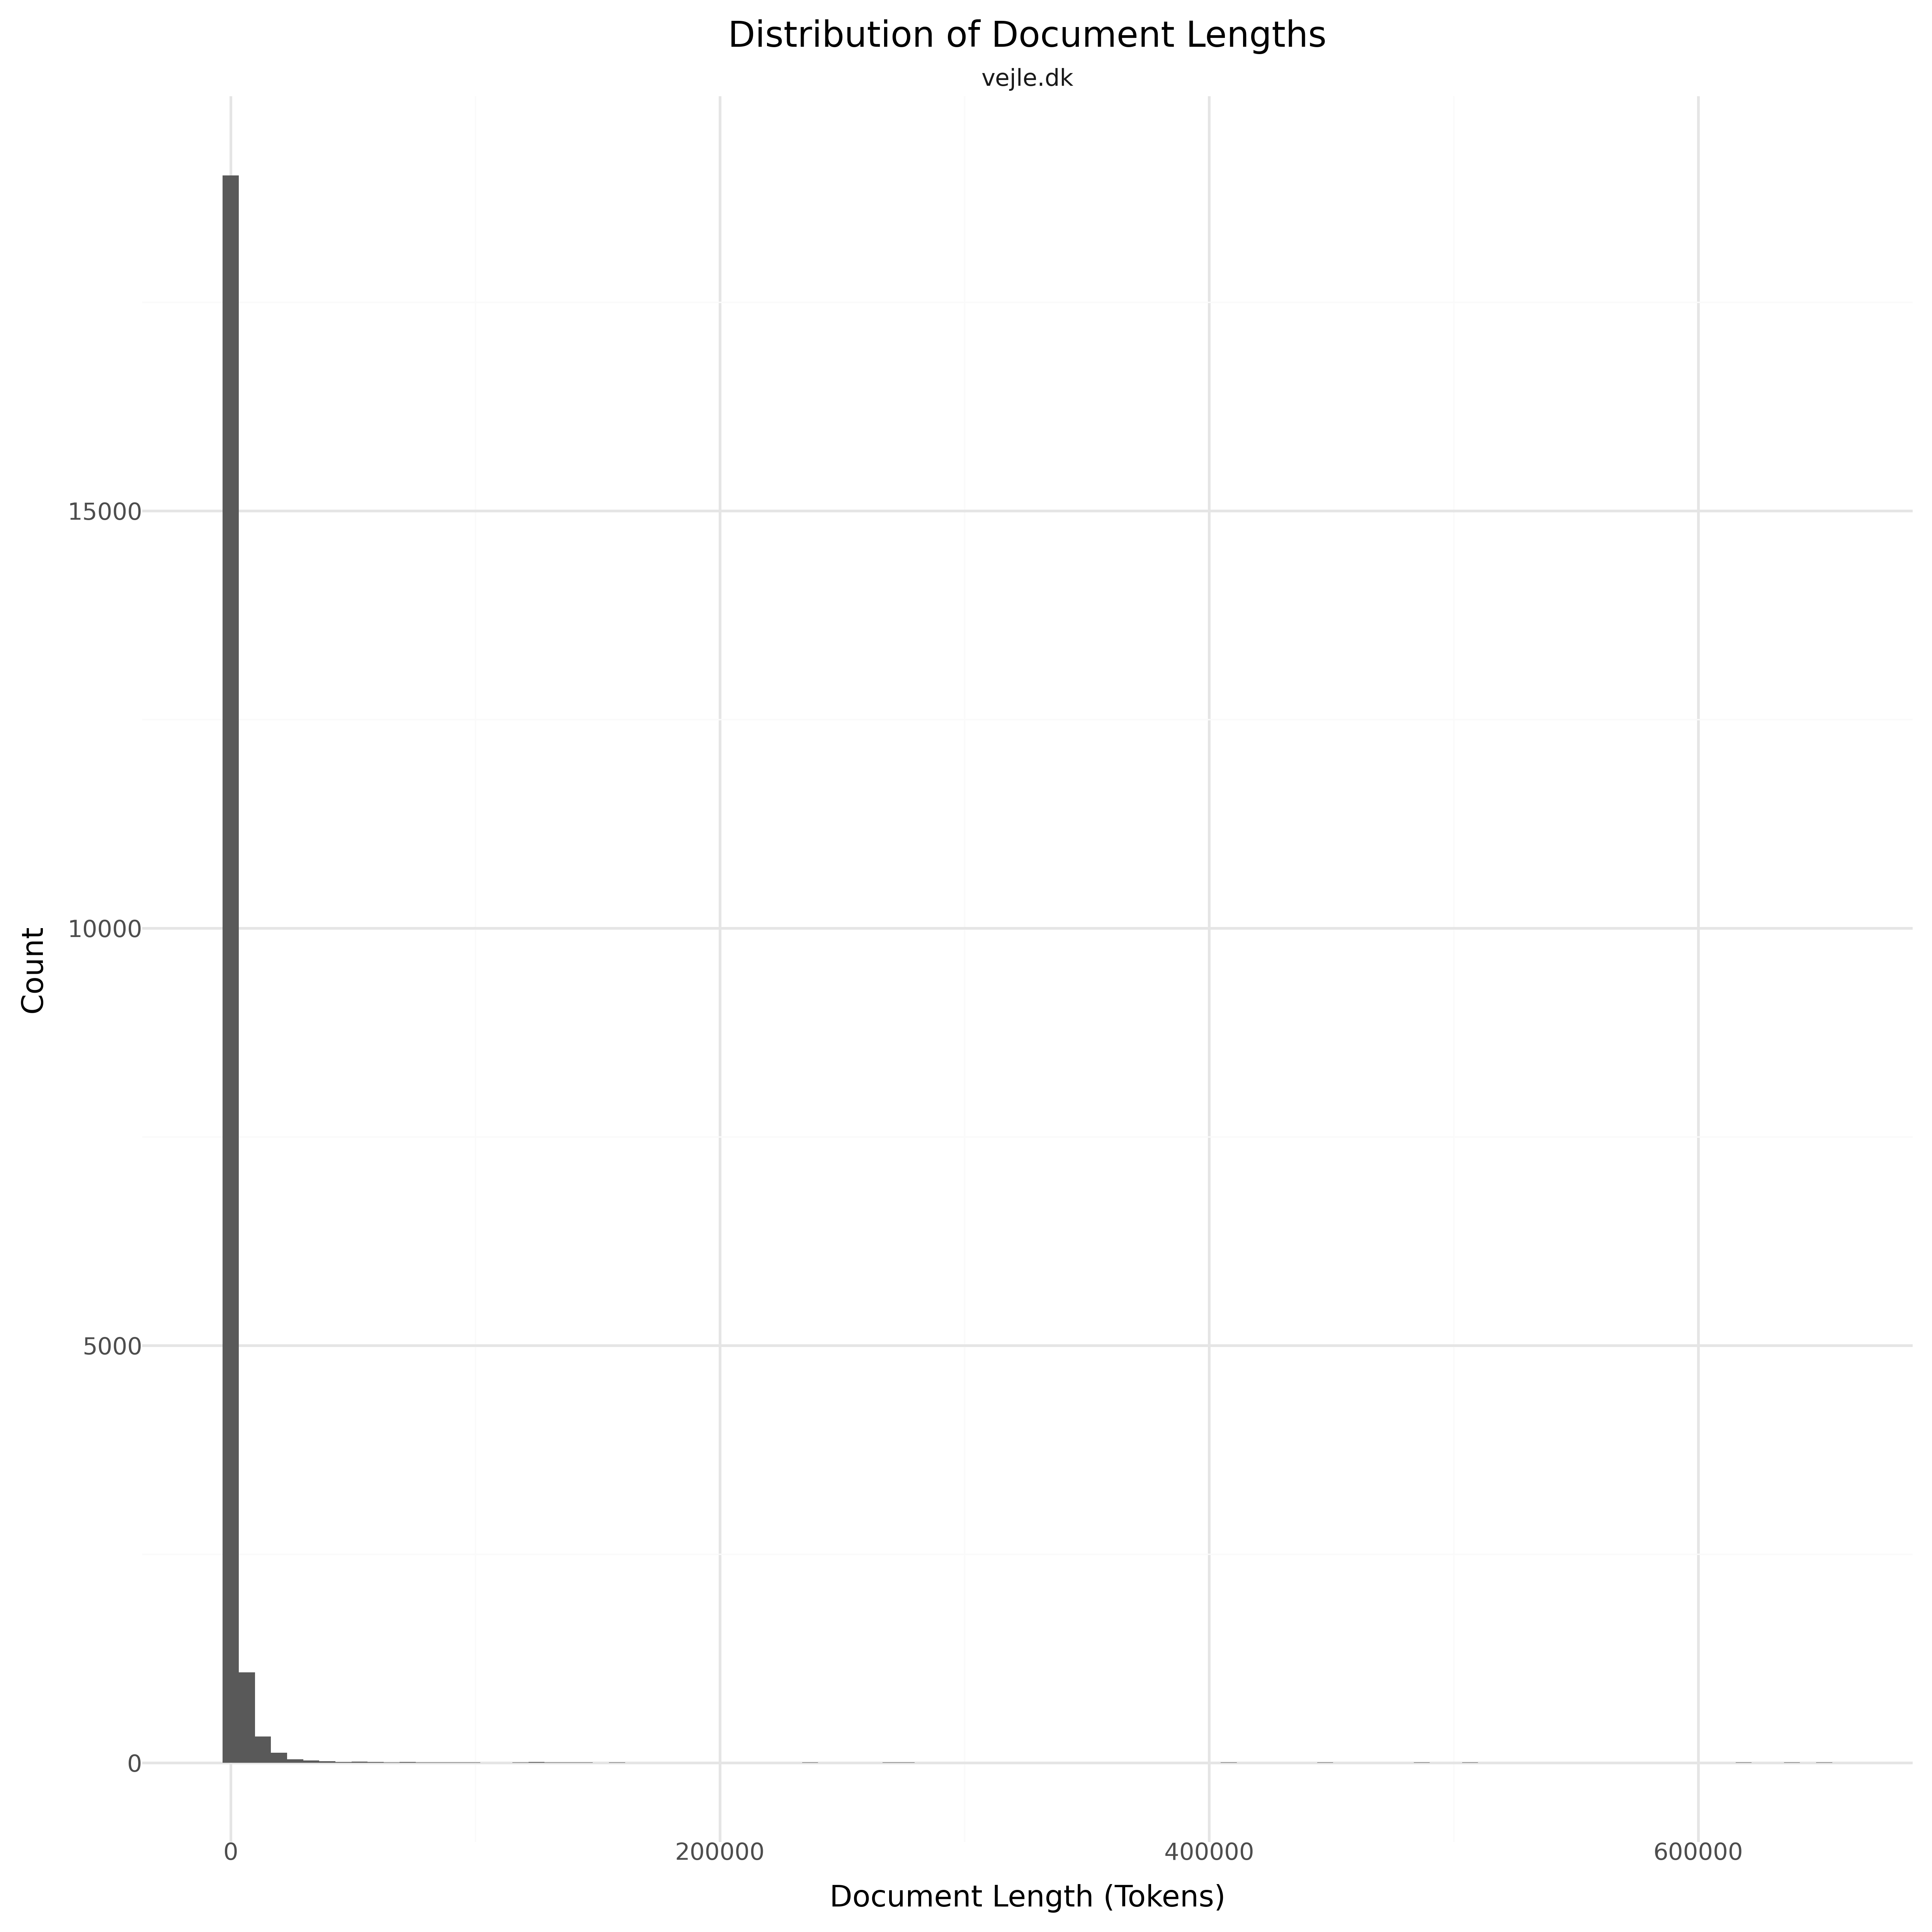 Distribution of Document Lengths
vejle.dk
Count
15000
10000
5000
0
0 200000 400000 600000
Document Length (Tokens)